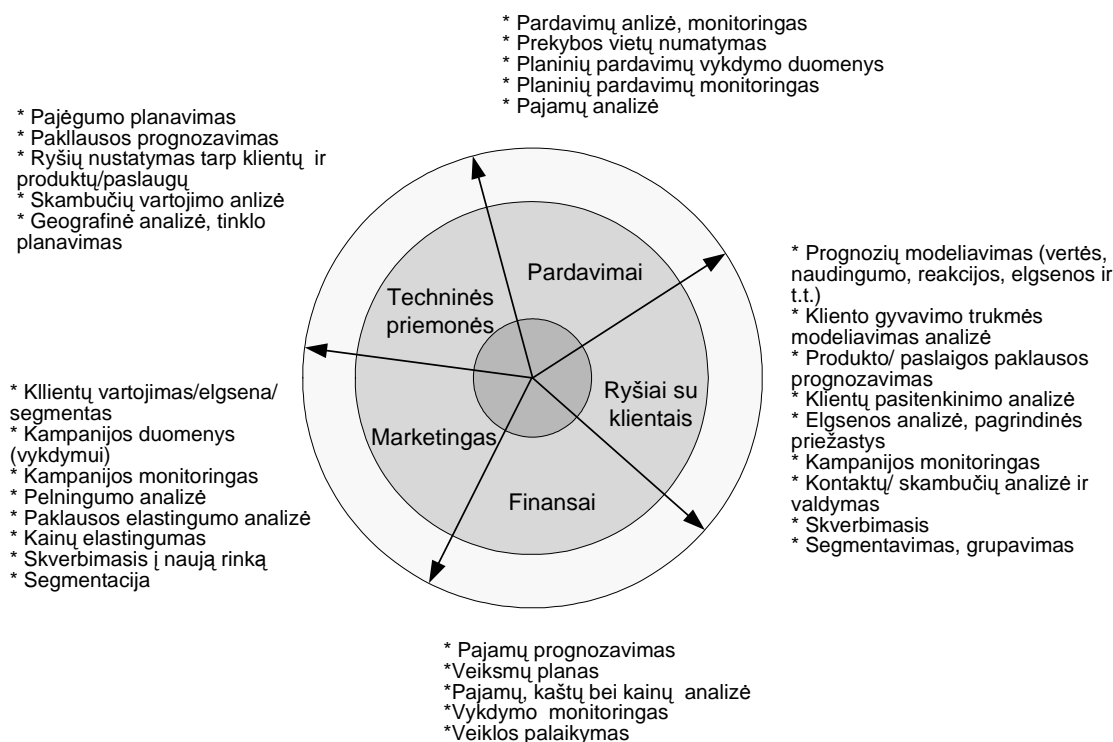 * Pardavimų anlizė, monitoringas
* Prekybos vietų numatymas
* Planinių pardavimų vykdymo duomenys
* Planinių pardavimų monitoringas
* Pajamų analizė
* Pajėgumo planavimas
* Pakllausos prognozavimas
* Ryšių nustatymas tarp klientų ir
produktų/paslaugų
* Skambučių vartojimo anlizė
* Geografinė analizė, tinklo
planavimas
Pardavimai
Techninės
priemonės
Ryšiai su
klientais
Marketingas
Finansai
* Prognozių modeliavimas (vertės,
naudingumo, reakcijos, elgsenos ir
t.t.)
* Kliento gyvavimo trukmės
modeliavimas analizė
* Produkto/ paslaigos paklausos
prognozavimas
* Klientų pasitenkinimo analizė
* Elgsenos analizė, pagrindinės
priežastys
* Kampanijos monitoringas
* Kontaktų/ skambučių analizė ir
valdymas
* Skverbimasis
* Segmentavimas, grupavimas
* Kllientų vartojimas/elgsena/
segmentas
* Kampanijos duomenys
(vykdymui)
* Kampanijos monitoringas
* Pelningumo analizė
* Paklausos elastingumo analizė
* Kainų elastingumas
* Skverbimasis į naują rinką
* Segmentacija
* Pajamų prognozavimas
*Veiksmų planas
*Pajamų, kaštų bei kainų analizė
*Vykdymo monitoringas
*Veiklos palaikymas